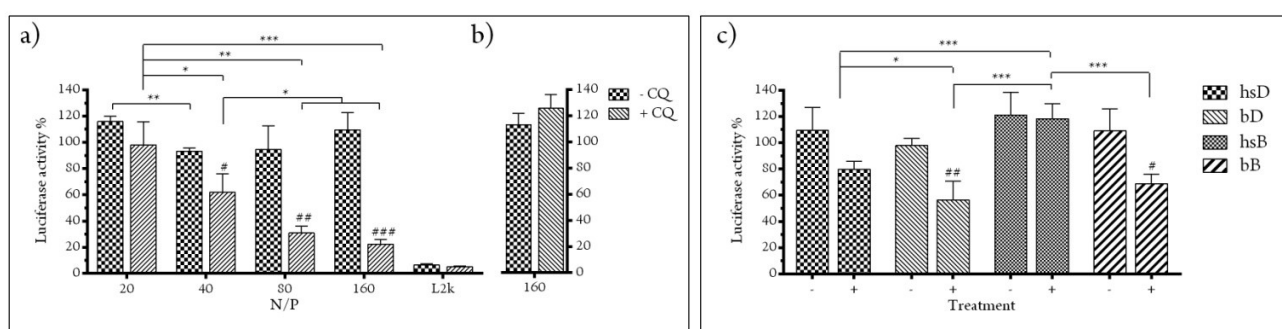 a)
***
**
*
**
*
Luciferase activity %
140
120
100
80
60
40
20
0
#
##
###
20
40
80
160
L2k
N/P
b)
140
120
100
80
60
40
20
0
- CQ
+ CQ
160
c)
***
*
***
***
Luciferase activity %
140
120
100
80
60
40
20
0
##
#
- + - + - + - +
Treatment
hsD
bD
hsB
bB